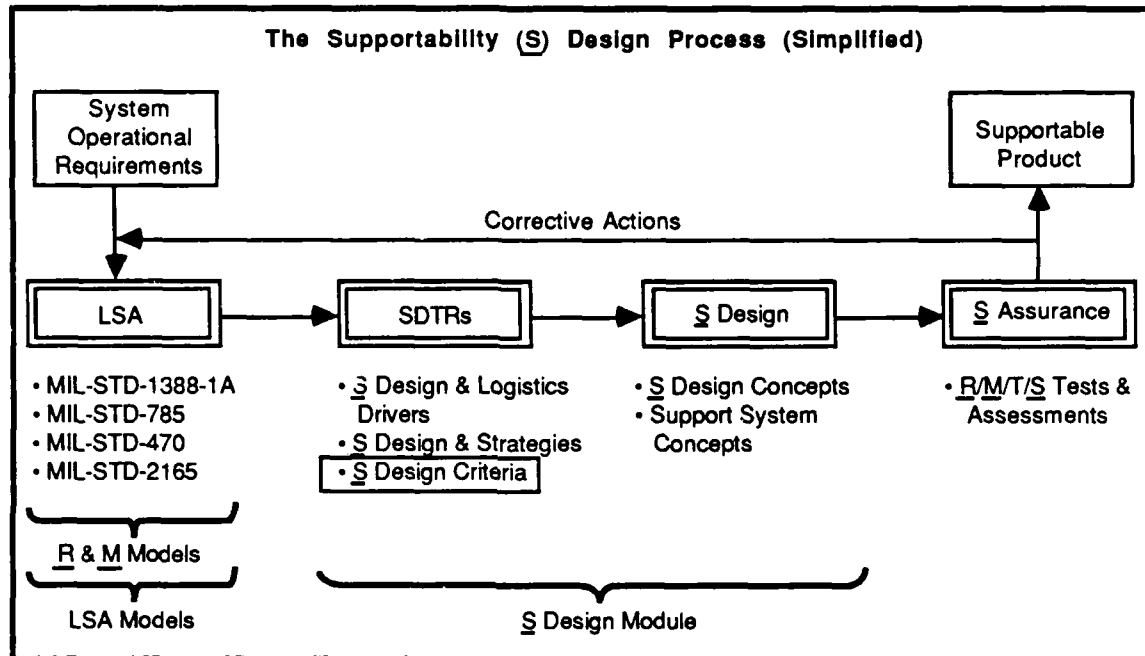 The Supportability (S) Design Process (Simplified)
System
Operational
Requirements
Supportable
Product
Corrective Actions
LSA
SDTRs
S Design
S Assurance
• MIL-STD-1388-1A
• MIL-STD-785
• MIL-STD-470
• MIL-STD-2165
• S Design & Logistics
Drivers
• S Design & Strategies
• S Design Criteria
• S Design Concepts
• Support System
Concepts
• R/M/T/S Tests &
Assessments
R & M Models
LSA Models
S Design Module